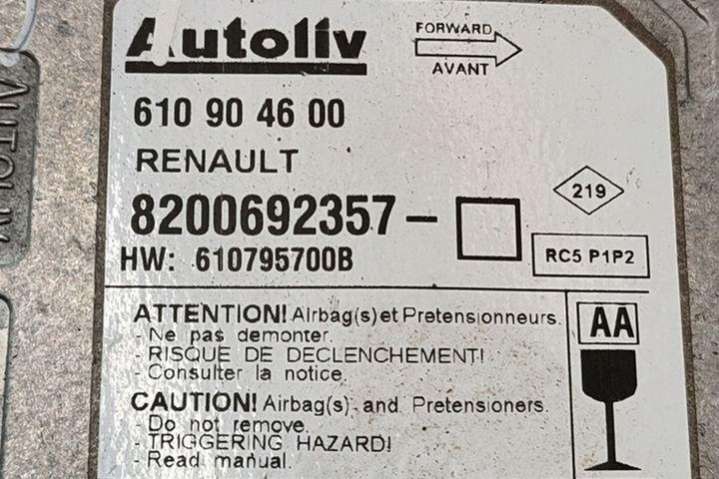 Autoliv
FORWARD
AVANT
610 90 46 00
RENAULT
8200692357 -
219
HW: 610795700B
RC5 P1P2
ATTENTION! Airbag(s) et Pretensionneurs.
- Ne pas demonter.
- RISQUE DE DECLENCHEMENT!
- Consulter la notice.
AA
CAUTION! Airbag(s) and Pretensioners.
- Do not remove.
- TRIGGERING HAZARD!
- Read manual.
AUTOLIV